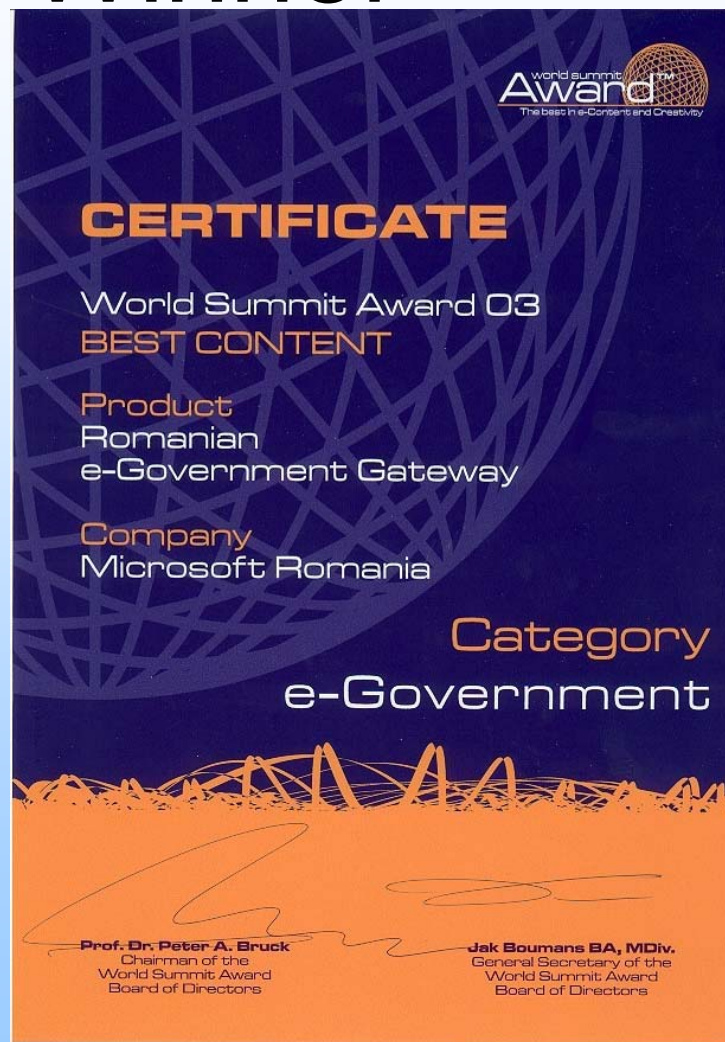 world summit
Award™
The best in e-Content and Creativity
CERTIFICATE
World Summit Award 03
BEST CONTENT
Product
Romanian
e-Government Gateway
Company
Microsoft Romania
Category
e-Government
Prof. Dr. Peter A. Bruck
Chairman of the
World Summit Award
Board of Directors
Jak Boumans BA, MDiv.
General Secretary of the
World Summit Award
Board of Directors